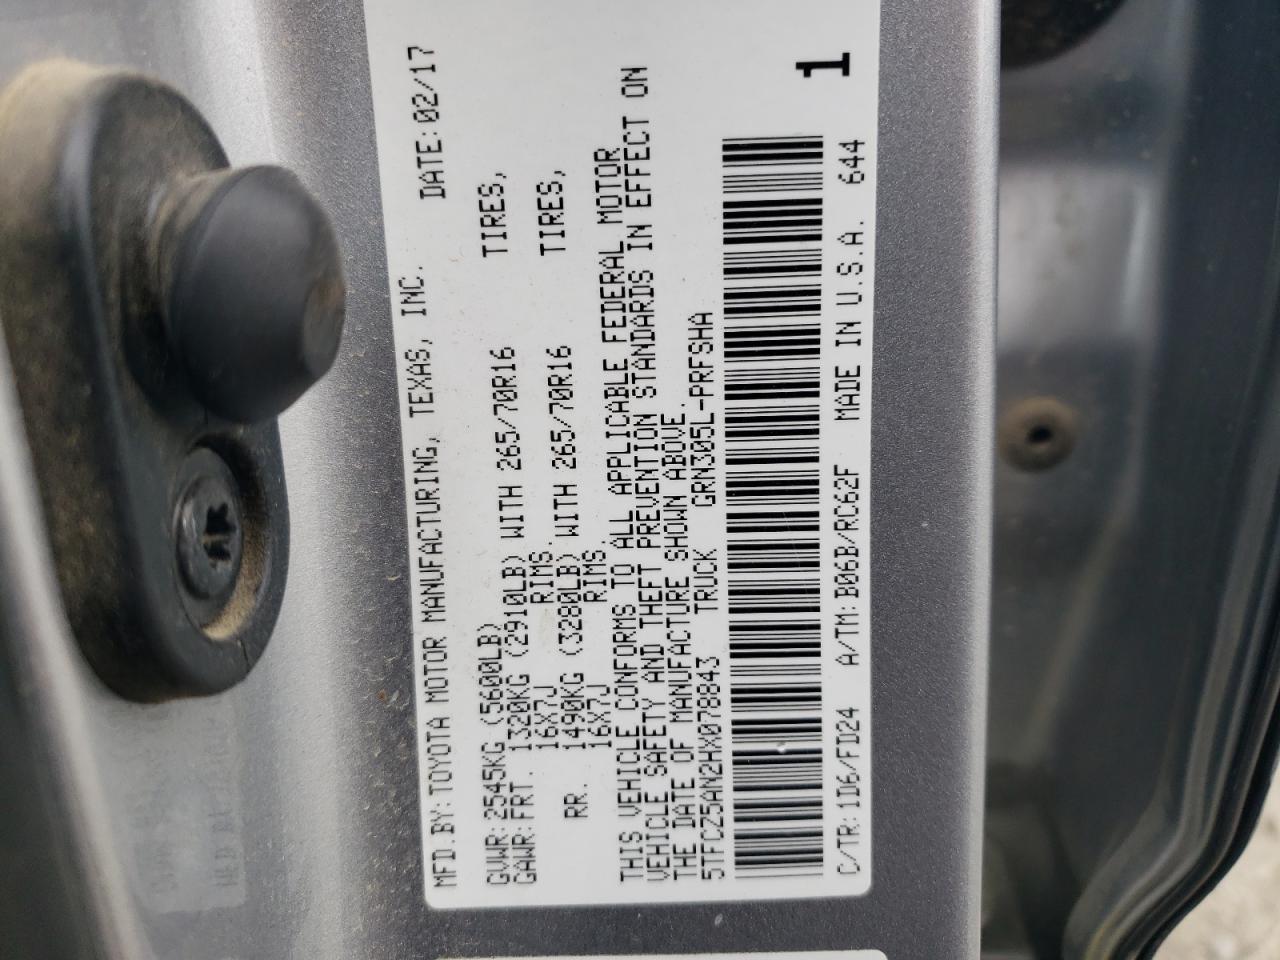 MFD.BY:TOYOTA MOTOR MANUFACTURING, TEXAS, INC. DATE:02/17
GVWR:2545KG (5600LB)
GAWR:FRT. 1320KG (2910LB) WITH 265/70R16 TIRES,
16X7J RIMS
RR. 1490KG (3280LB) WITH 265/70R16 TIRES,
16X7J RIMS
THIS VEHICLE CONFORMS TO ALL APPLICABLE FEDERAL MOTOR
VEHICLE SAFETY AND THEFT PREVENTION STANDARDS IN EFFECT ON
THE DATE OF MANUFACTURE SHOWN ABOVE.
5TFCZ5AN2HX078843 TRUCK GRN305L-PRFSHA
1
C/TR:1D6/FD24 A/TM:B06B/RC62F MADE IN U.S.A. 644